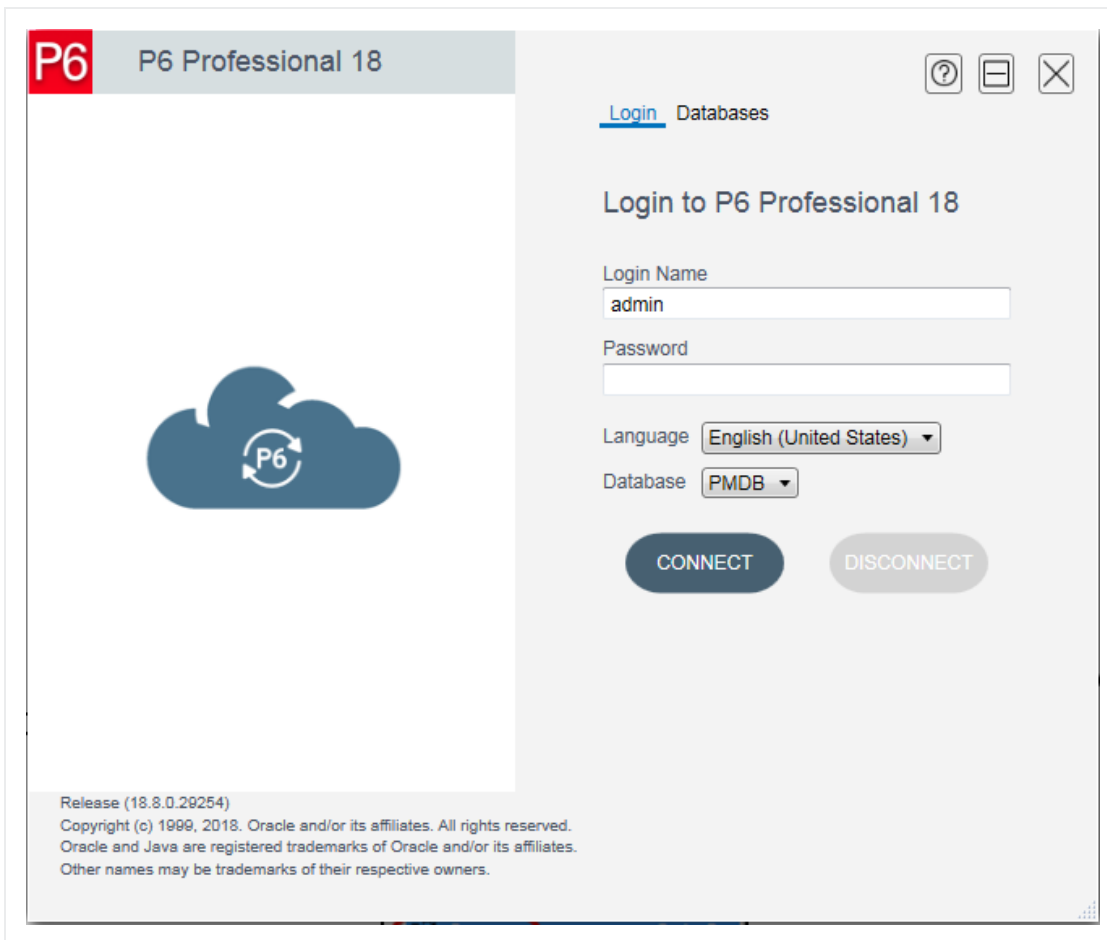 P6 P6 Professional 18
Login Databases
Login to P6 Professional 18
Login Name
admin
Password
P6
Language English (United States)
Database PMDB
CONNECT DISCONNECT
Release (18.8.0.29254)
Copyright (c) 1999, 2018. Oracle and/or its affiliates. All rights reserved.
Oracle and Java are registered trademarks of Oracle and/or its affiliates.
Other names may be trademarks of their respective owners.